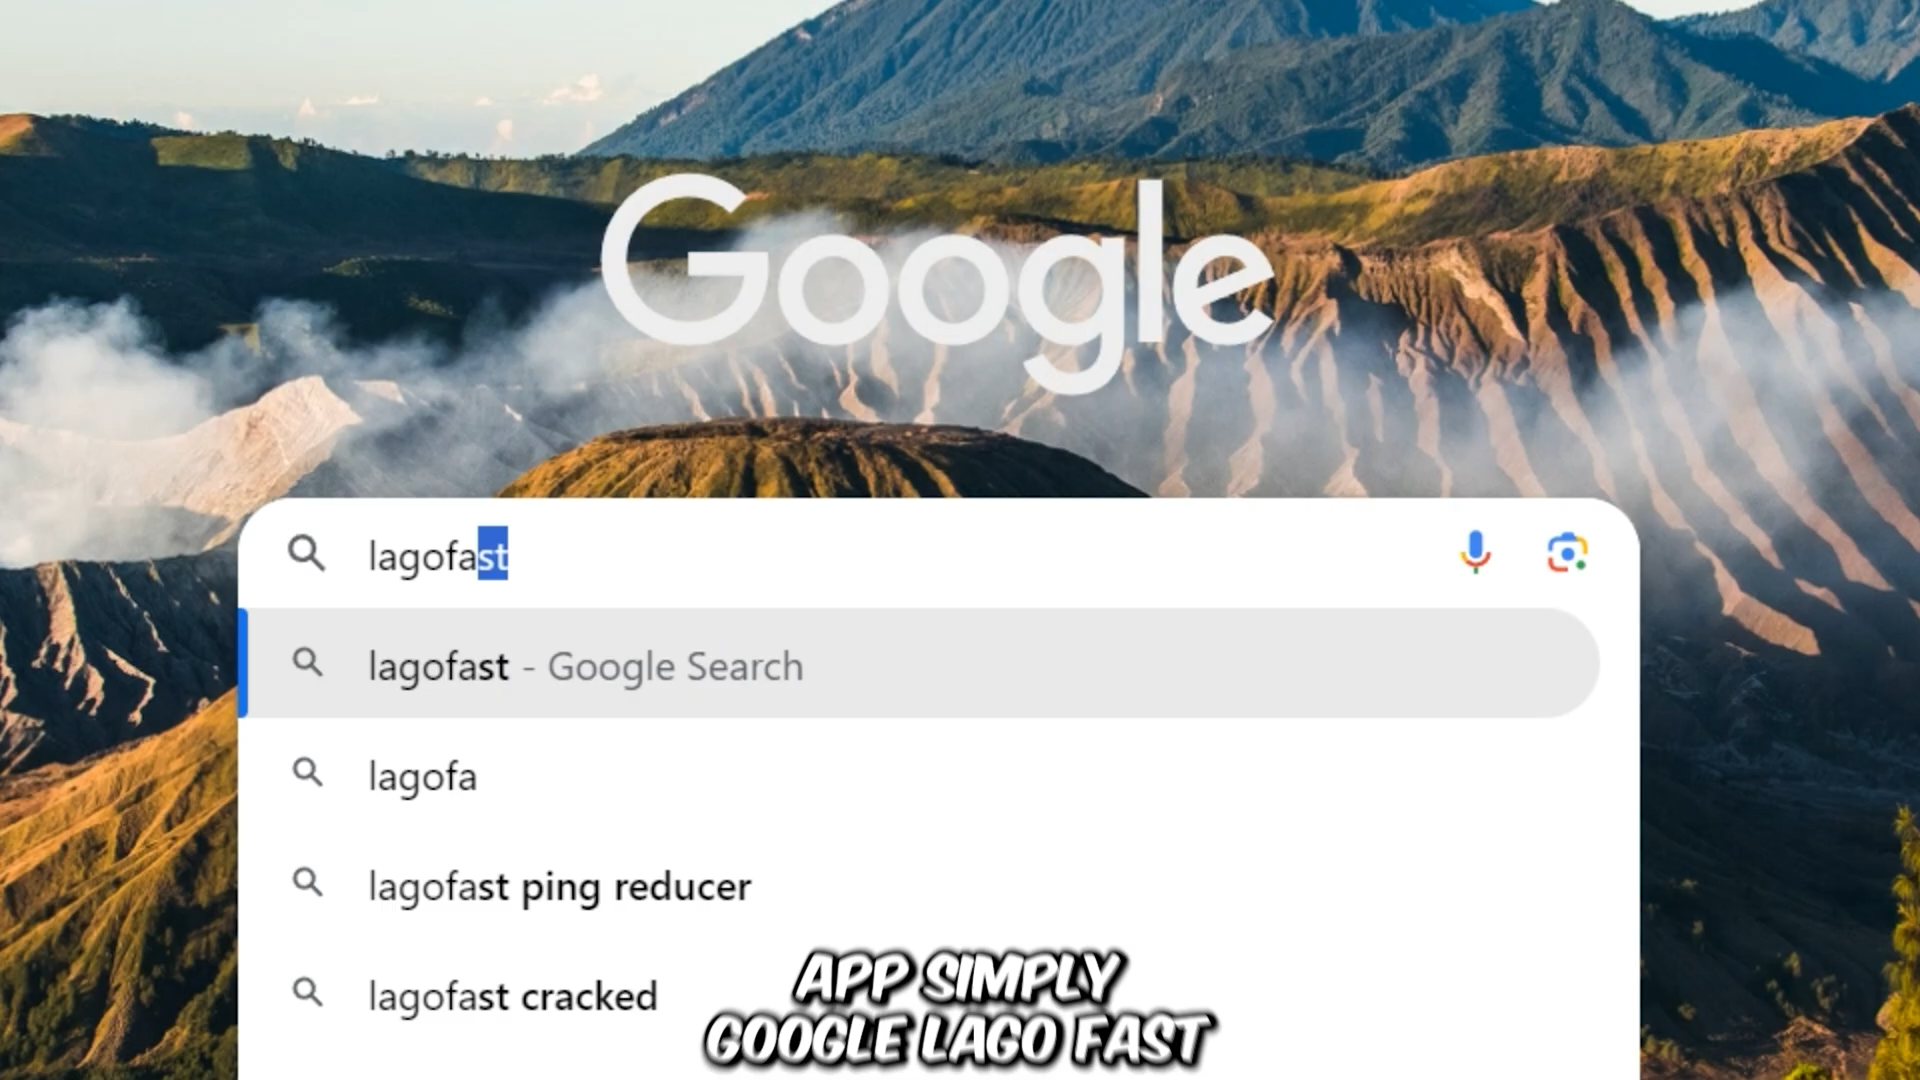 Google
lagofast
lagofast - Google Search
lagofa
lagofast ping reducer
lagofast cracked
APP SIMPLY
GOOGLE LAGO FAST